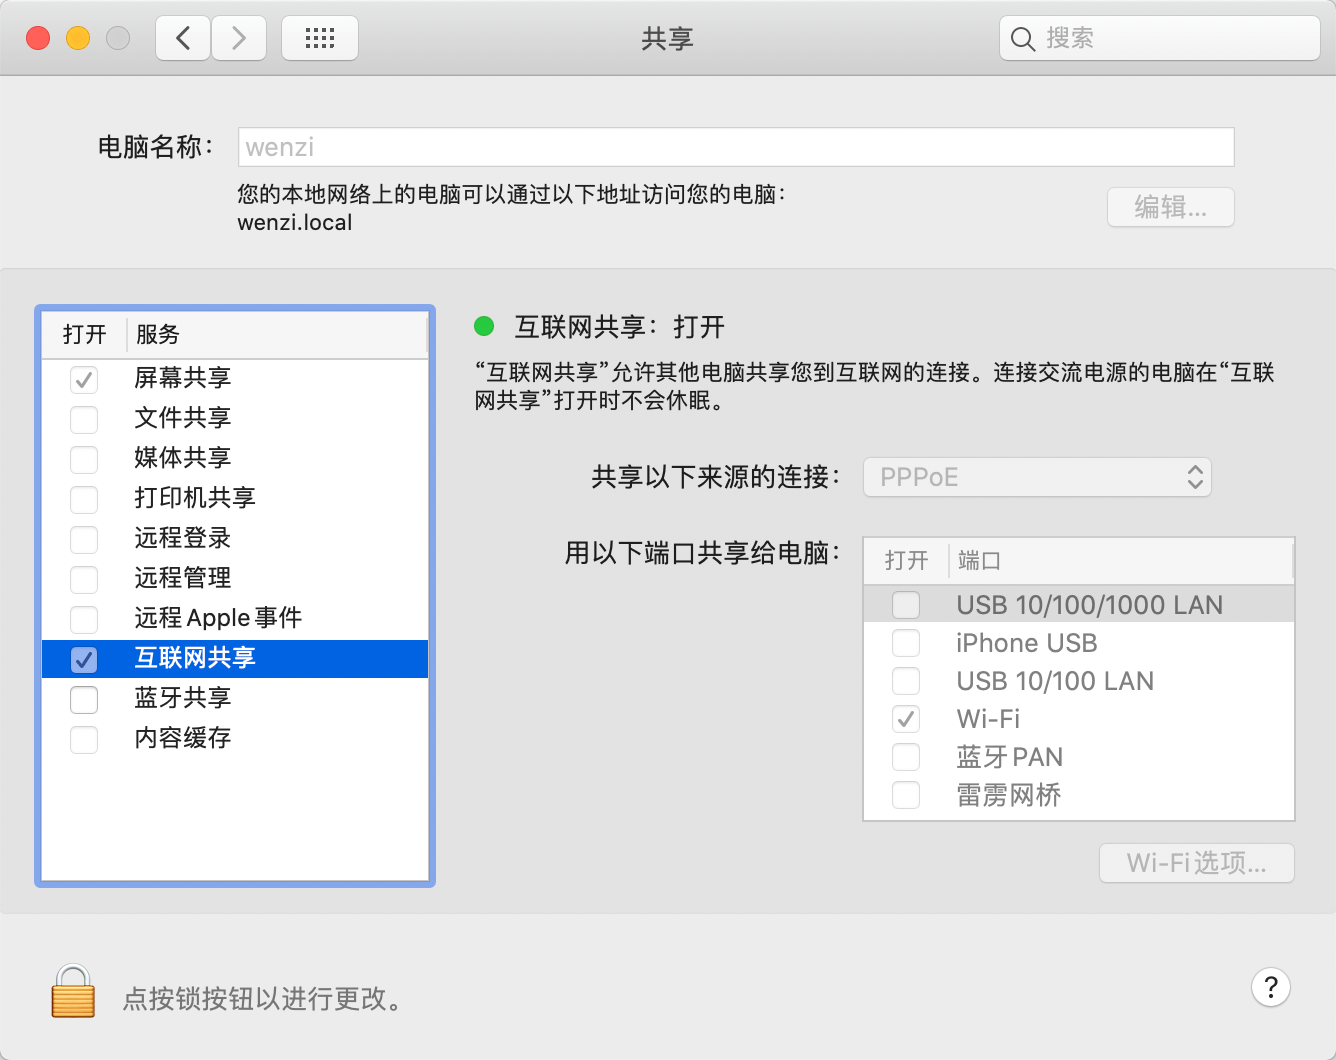 共享
搜索
电脑名称：
wenzi
您的本地网络上的电脑可以通过以下地址访问您的电脑：
wenzi.local
编辑...
打开 服务
屏幕共享
文件共享
媒体共享
打印机共享
远程登录
远程管理
远程Apple事件
互联网共享
蓝牙共享
内容缓存
互联网共享：打开
“互联网共享”允许其他电脑共享您到互联网的连接。连接交流电源的电脑在“互联
网共享”打开时不会休眠。
共享以下来源的连接：
PPPoE
用以下端口共享给电脑：
打开 端口
USB 10/100/1000 LAN
iPhone USB
USB 10/100 LAN
Wi-Fi
蓝牙PAN
雷雳网桥
Wi-Fi选项...
点按锁按钮以进行更改。
?